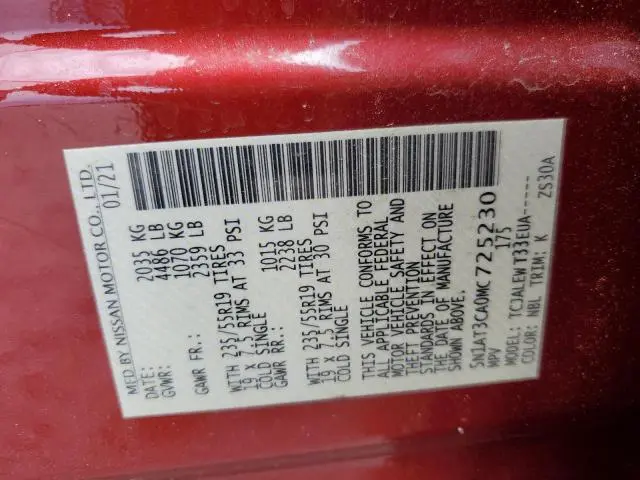 MFD BY NISSAN MOTOR CO., LTD.
DATE: 01/21
GVWR: 2035 KG
4486 LB
GAWR FR.: 1070 KG
2359 LB
WITH 235/55R19 TIRES
19 X 7.5 RIMS AT 33 PSI
COLD SINGLE
GAWR RR.: 1015 KG
2238 LB
WITH 235/55R19 TIRES
19 X 7.5 RIMS AT 30 PSI
COLD SINGLE
THIS VEHICLE CONFORMS TO
ALL APPLICABLE FEDERAL
MOTOR VEHICLE SAFETY AND
THEFT PREVENTION
STANDARDS IN EFFECT ON
THE DATE OF MANUFACTURE
SHOWN ABOVE.
5N1AT3CA0MC725230
MPV 175
MODEL: TCJALEWT33EUA-----
COLOR: NBL TRIM: K ZS30A